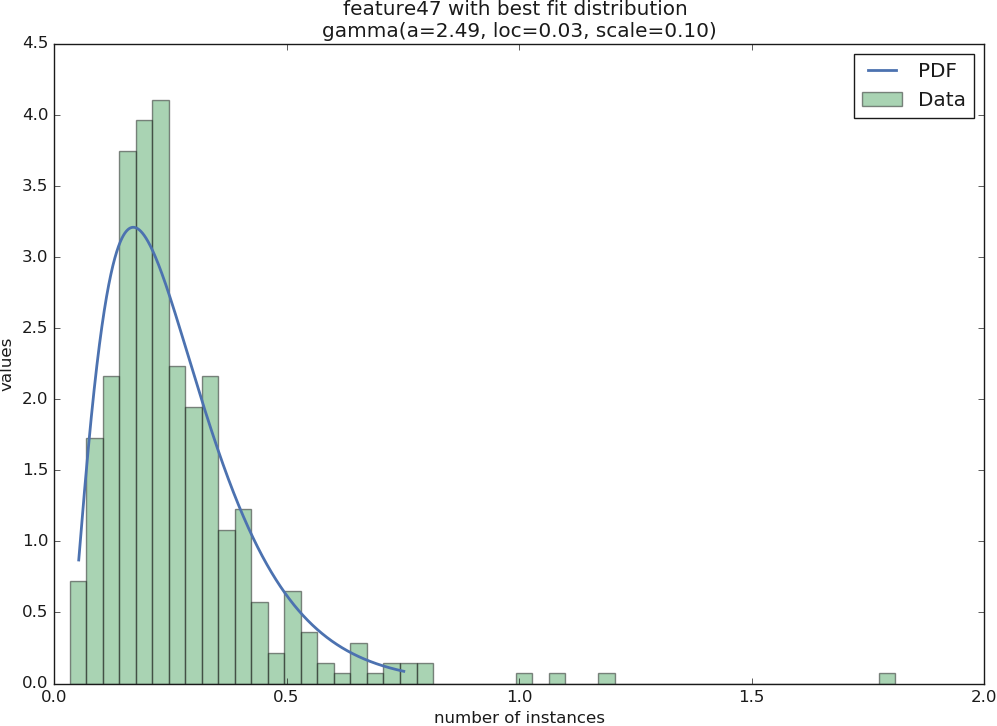 feature47 with best fit distribution
gamma(a=2.49, loc=0.03, scale=0.10)
PDF
Data
values
4.5
4.0
3.5
3.0
2.5
2.0
1.5
1.0
0.5
0.0
0.0 0.5 1.0 1.5 2.0
number of instances